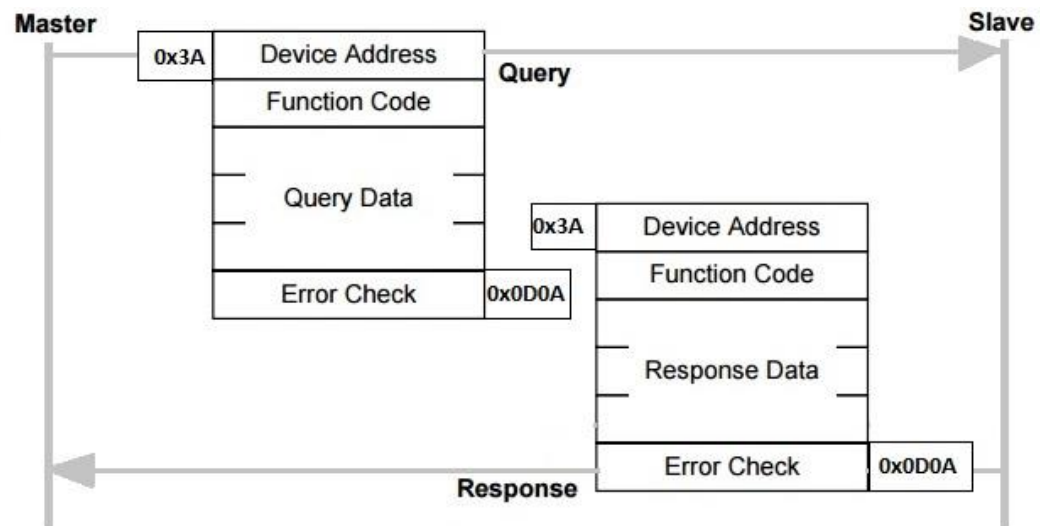 Master
Slave
0x3A
Device Address
Query
Function Code
Query Data
Error Check
0x0D0A
0x3A
Device Address
Function Code
Response Data
Error Check
0x0D0A
Response